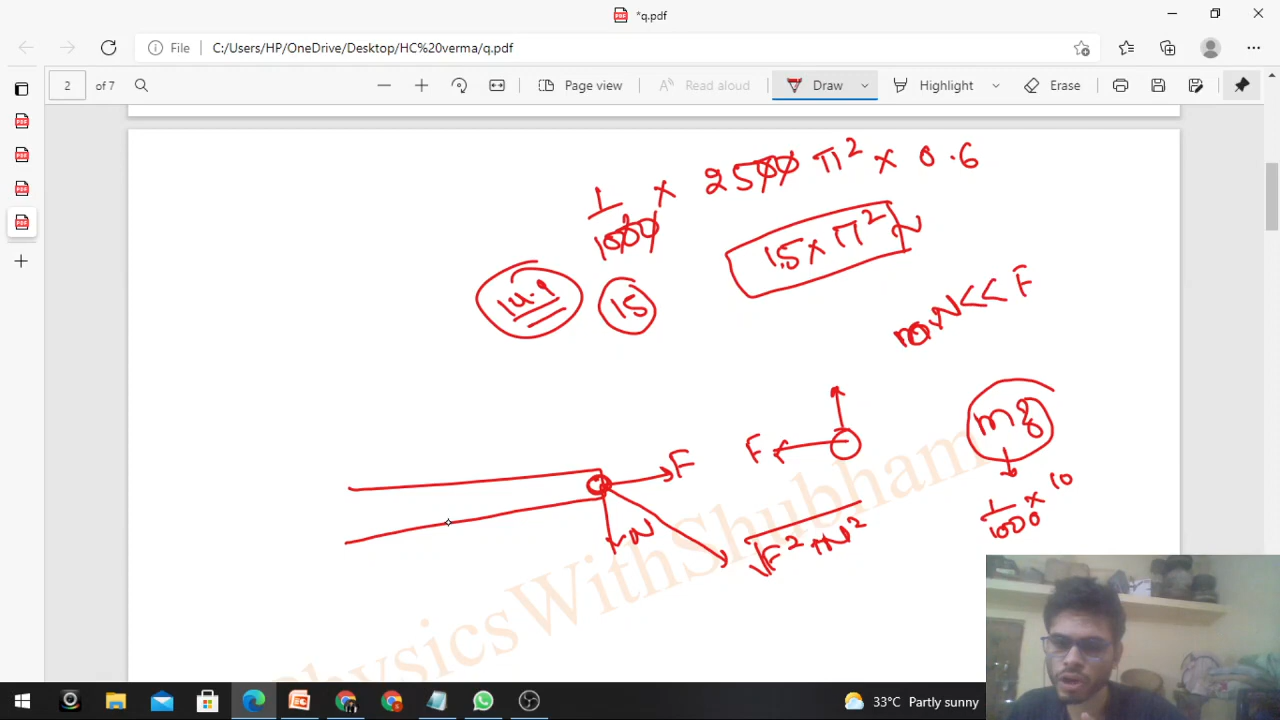 *q.pdf
File C:/Users/HP/OneDrive/Desktop/HC%20verma/q.pdf
2 of 7 Page view Read aloud Draw Highlight Erase
1/1000 × 2500 π² × 0.6
15 × π² N
14.9 15
N << F
F
mg
F
1/1000 × 10
N
√F² + N²
PhysicsWithShubham
33°C Partly sunny